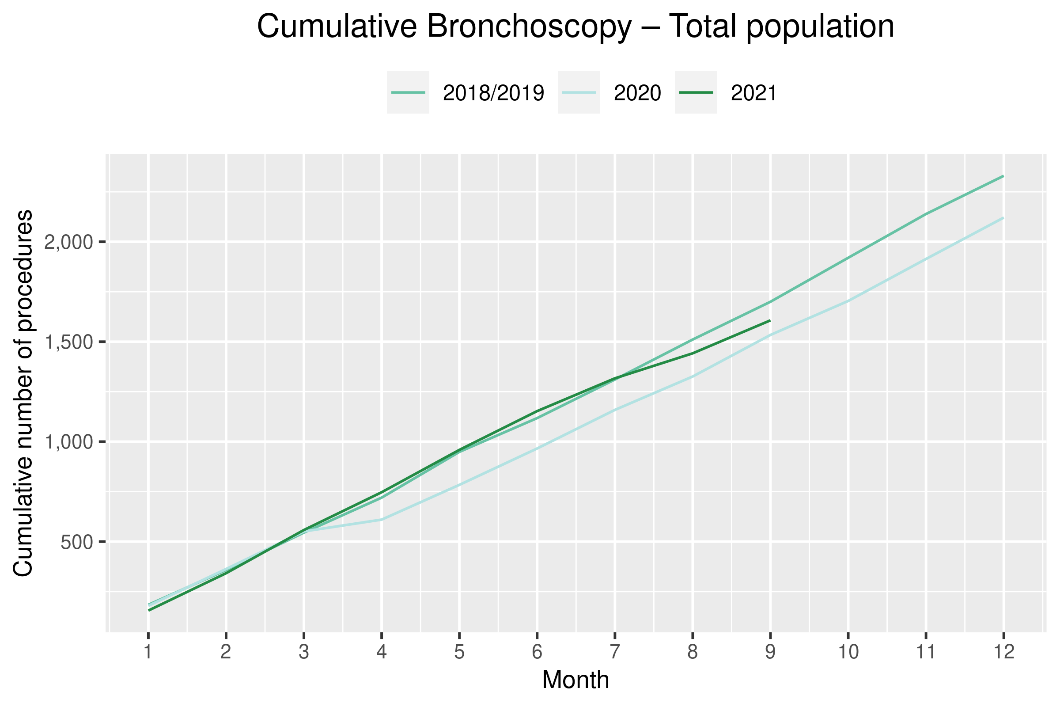 Cumulative Bronchoscopy – Total population
2018/2019 2020 2021
Cumulative number of procedures
2,000
1,500
1,000
500
1 2 3 4 5 6 7 8 9 10 11 12
Month